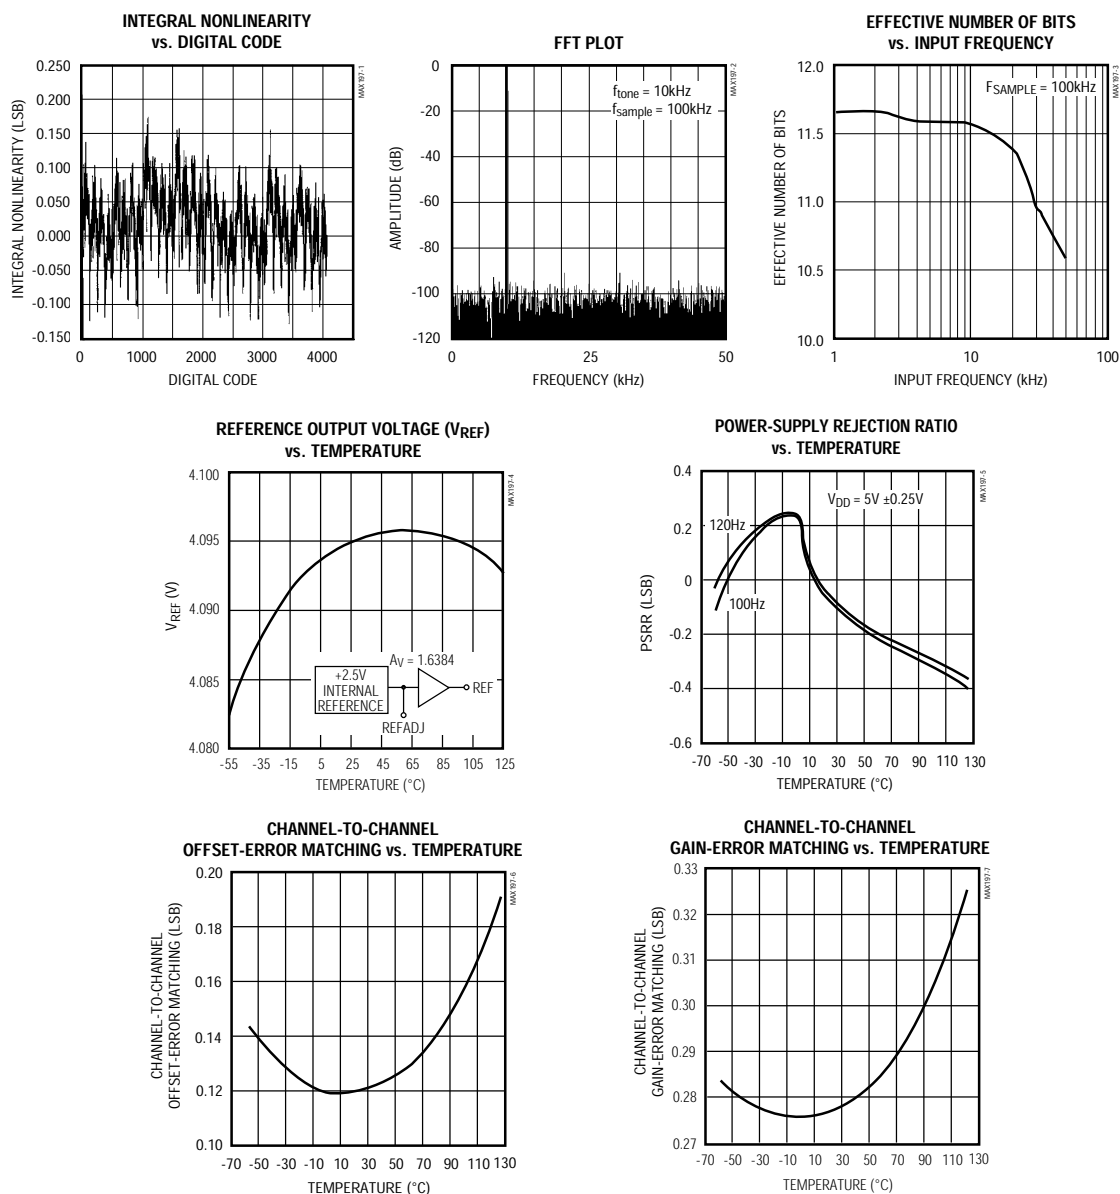 INTEGRAL NONLINEARITY
vs. DIGITAL CODE
0.250
0.200
0.150
0.100
0.050
0.000
-0.050
-0.100
-0.150
INTEGRAL NONLINEARITY (LSB)
0 1000 2000 3000 4000
DIGITAL CODE
MAX197-1
FFT PLOT
0
-20
-40
-60
-80
-100
-120
AMPLITUDE (dB)
ftone = 10kHz
fsample = 100kHz
0 25 50
FREQUENCY (kHz)
MAX197-2
EFFECTIVE NUMBER OF BITS
vs. INPUT FREQUENCY
12.0
11.5
11.0
10.5
10.0
EFFECTIVE NUMBER OF BITS
FSAMPLE = 100kHz
1 10 100
INPUT FREQUENCY (kHz)
MAX197-3
REFERENCE OUTPUT VOLTAGE (VREF)
vs. TEMPERATURE
4.100
4.095
4.090
4.085
4.080
VREF (V)
AV = 1.6384
+2.5V
INTERNAL
REFERENCE
REF
REFADJ
-55 -35 -15 5 25 45 65 85 105 125
TEMPERATURE (°C)
MAX197-4
POWER-SUPPLY REJECTION RATIO
vs. TEMPERATURE
0.4
0.2
0
-0.2
-0.4
-0.6
PSRR (LSB)
VDD = 5V ±0.25V
120Hz
100Hz
-70 -50 -30 -10 10 30 50 70 90 110 130
TEMPERATURE (°C)
MAX197-5
CHANNEL-TO-CHANNEL
OFFSET-ERROR MATCHING vs. TEMPERATURE
0.20
0.18
0.16
0.14
0.12
0.10
CHANNEL-TO-CHANNEL
OFFSET-ERROR MATCHING (LSB)
-70 -50 -30 -10 10 30 50 70 90 110 130
TEMPERATURE (°C)
MAX197-6
CHANNEL-TO-CHANNEL
GAIN-ERROR MATCHING vs. TEMPERATURE
0.33
0.32
0.31
0.30
0.29
0.28
0.27
CHANNEL-TO-CHANNEL
GAIN-ERROR MATCHING (LSB)
-70 -50 -30 -10 10 30 50 70 90 110 130
TEMPERATURE (°C)
MAX197-7